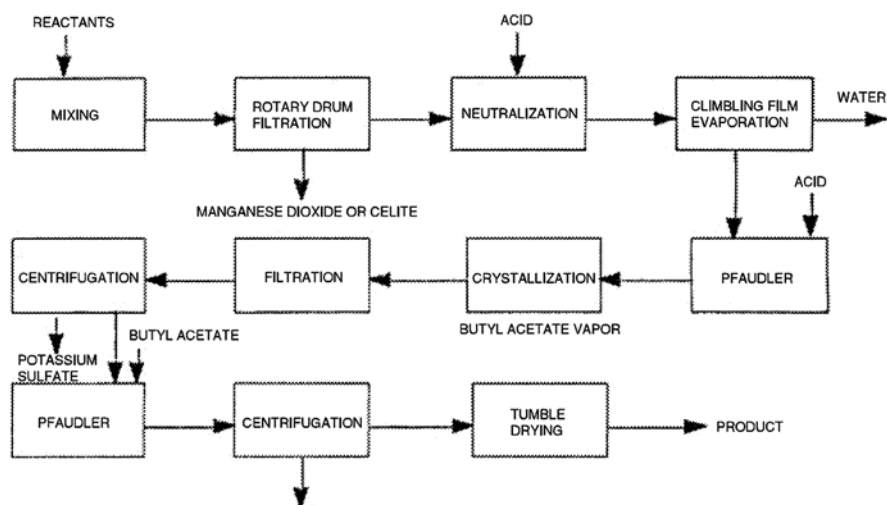 REACTANTS
ACID
MIXING
ROTARY DRUM
FILTRATION
NEUTRALIZATION
CLIMBLING FILM
EVAPORATION
WATER
MANGANESE DIOXIDE OR CELITE
ACID
CENTRIFUGATION
FILTRATION
CRYSTALLIZATION
PFAUDLER
BUTYL ACETATE VAPOR
BUTYL ACETATE
POTASSIUM
SULFATE
PFAUDLER
CENTRIFUGATION
TUMBLE
DRYING
PRODUCT